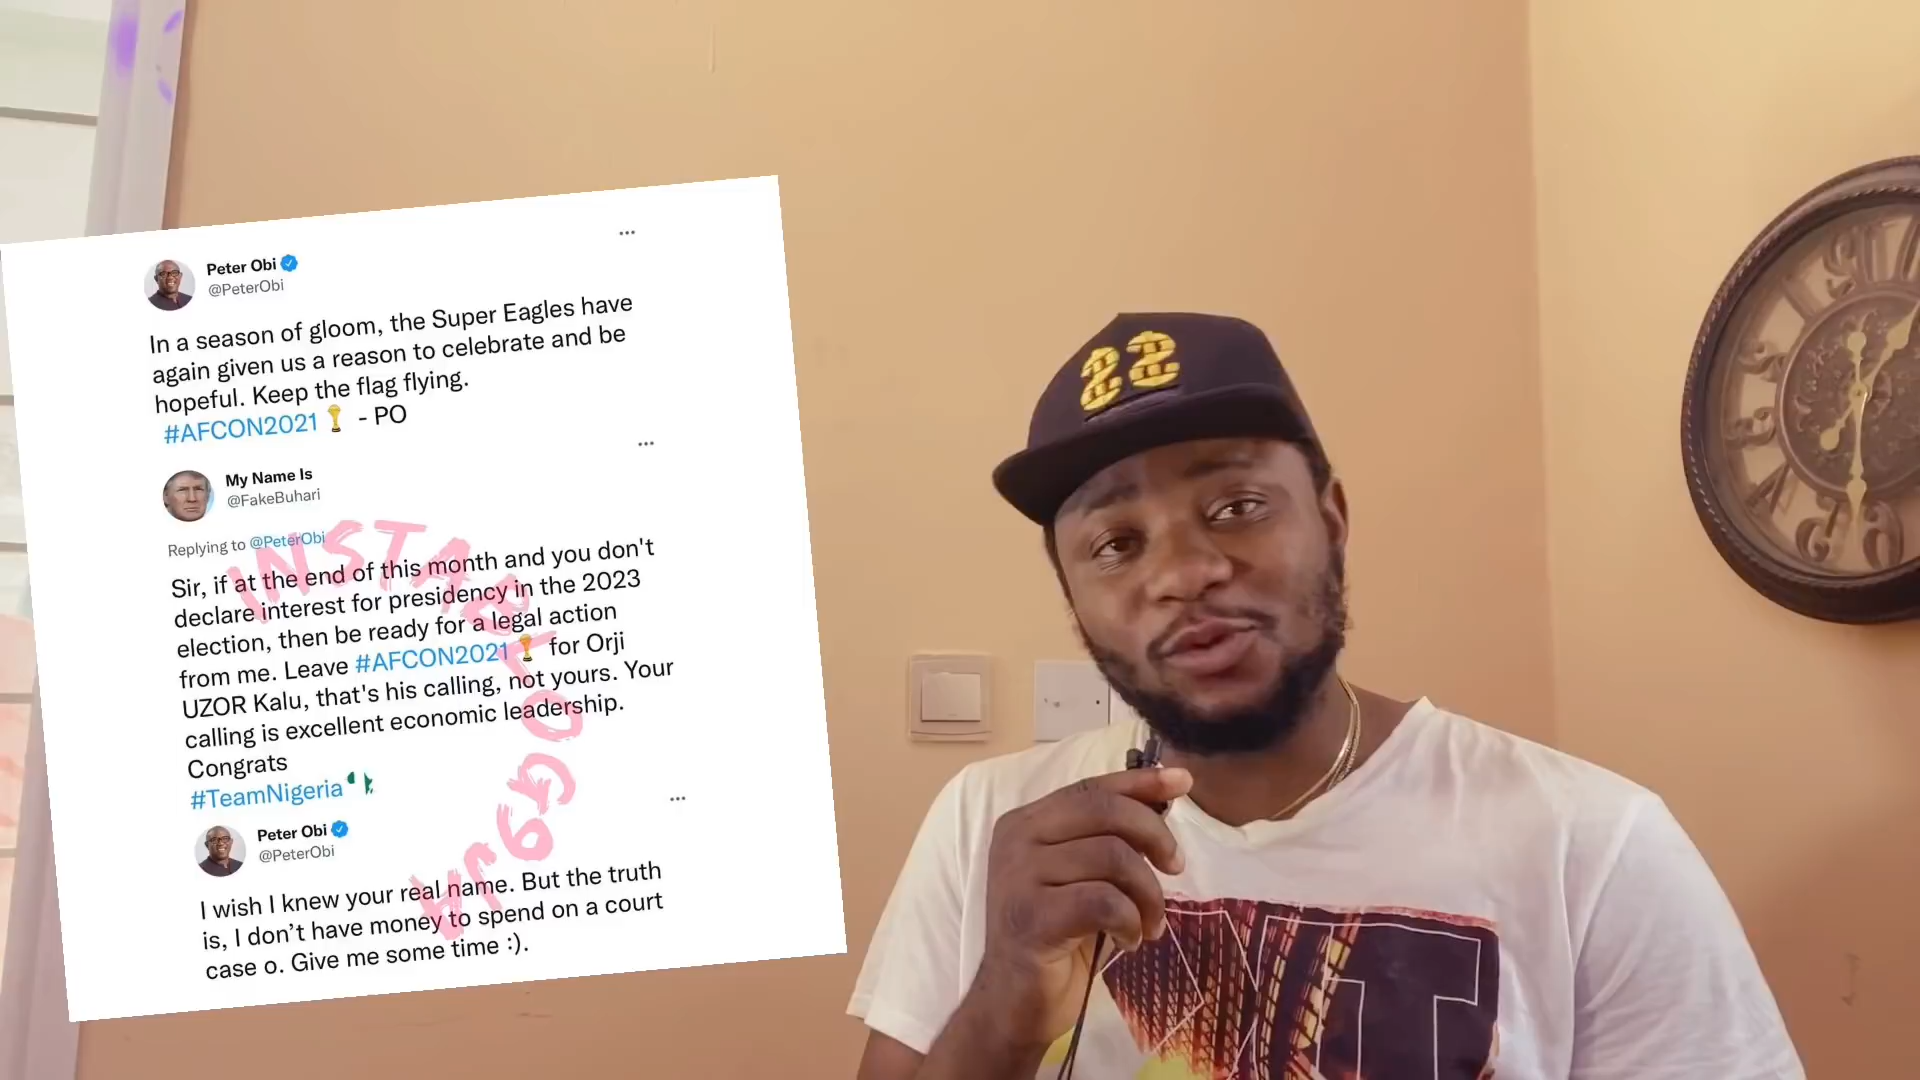 Peter Obi
@PeterObi
In a season of gloom, the Super Eagles have
again given us a reason to celebrate and be
hopeful. Keep the flag flying.
#AFCON2021🏆 - PO
My Name Is
@FakeBuhari
Replying to @PeterObi
Sir, if at the end of this month and you don't
declare interest for presidency in the 2023
election, then be ready for a legal action
from me. Leave #AFCON2021🏆 for Orji
UZOR Kalu, that's his calling, not yours. Your
calling is excellent economic leadership.
Congrats
#TeamNigeria
Peter Obi
@PeterObi
I wish I knew your real name. But the truth
is, I don’t have money to spend on a court
case o. Give me some time :).
INSTABLOG9JA
22